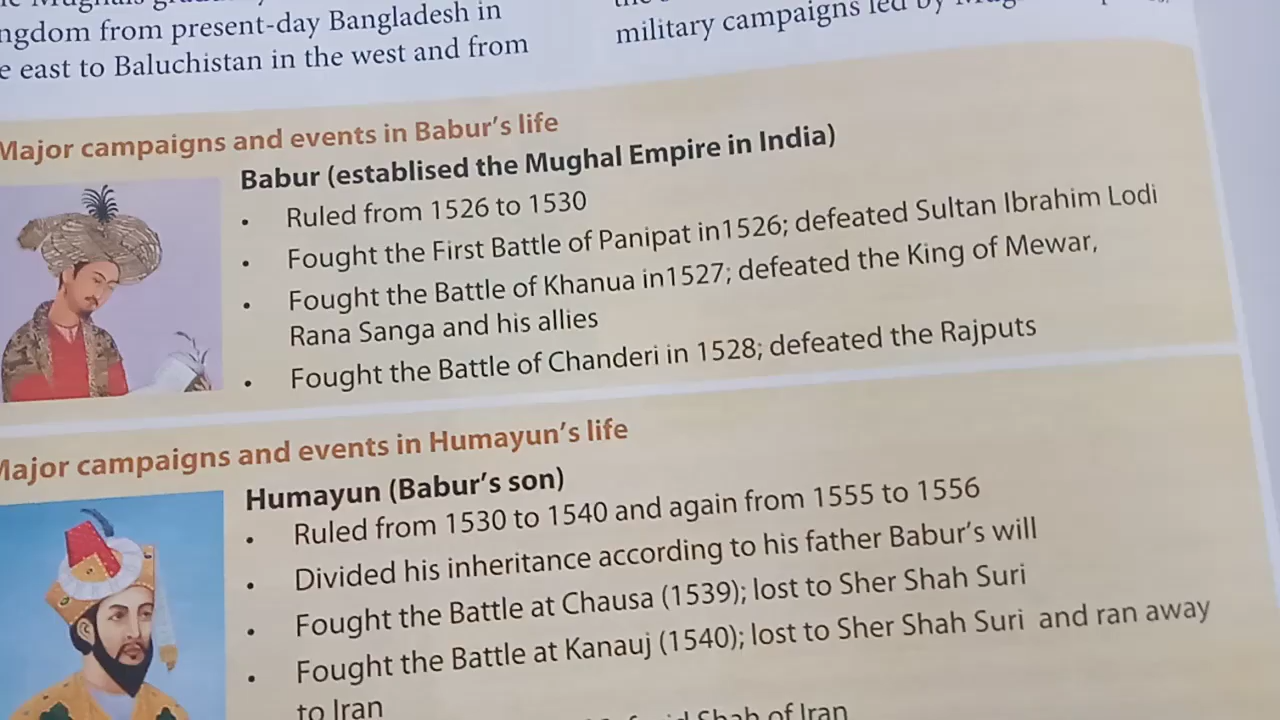 ngdom from present-day Bangladesh in
e east to Baluchistan in the west and from
military campaigns led by
Major campaigns and events in Babur's life
Babur (establised the Mughal Empire in India)
• Ruled from 1526 to 1530
• Fought the First Battle of Panipat in1526; defeated Sultan Ibrahim Lodi
• Fought the Battle of Khanua in1527; defeated the King of Mewar,
Rana Sanga and his allies
• Fought the Battle of Chanderi in 1528; defeated the Rajputs
Major campaigns and events in Humayun's life
Humayun (Babur's son)
• Ruled from 1530 to 1540 and again from 1555 to 1556
• Divided his inheritance according to his father Babur's will
• Fought the Battle at Chausa (1539); lost to Sher Shah Suri
• Fought the Battle at Kanauj (1540); lost to Sher Shah Suri and ran away
to Iran
Shah of Iran